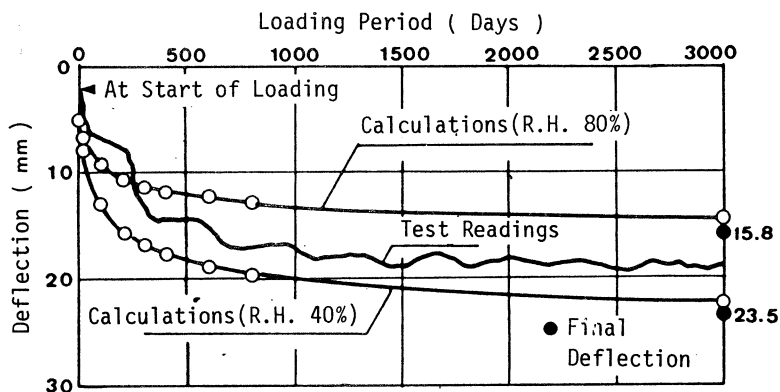 Loading Period ( Days )
0 500 1000 1500 2000 2500 3000
0
At Start of Loading
Calculations(R.H. 80%)
10
Deflection ( mm )
Test Readings
15.8
20
Calculations(R.H. 40%)
23.5
● Final
Deflection
30